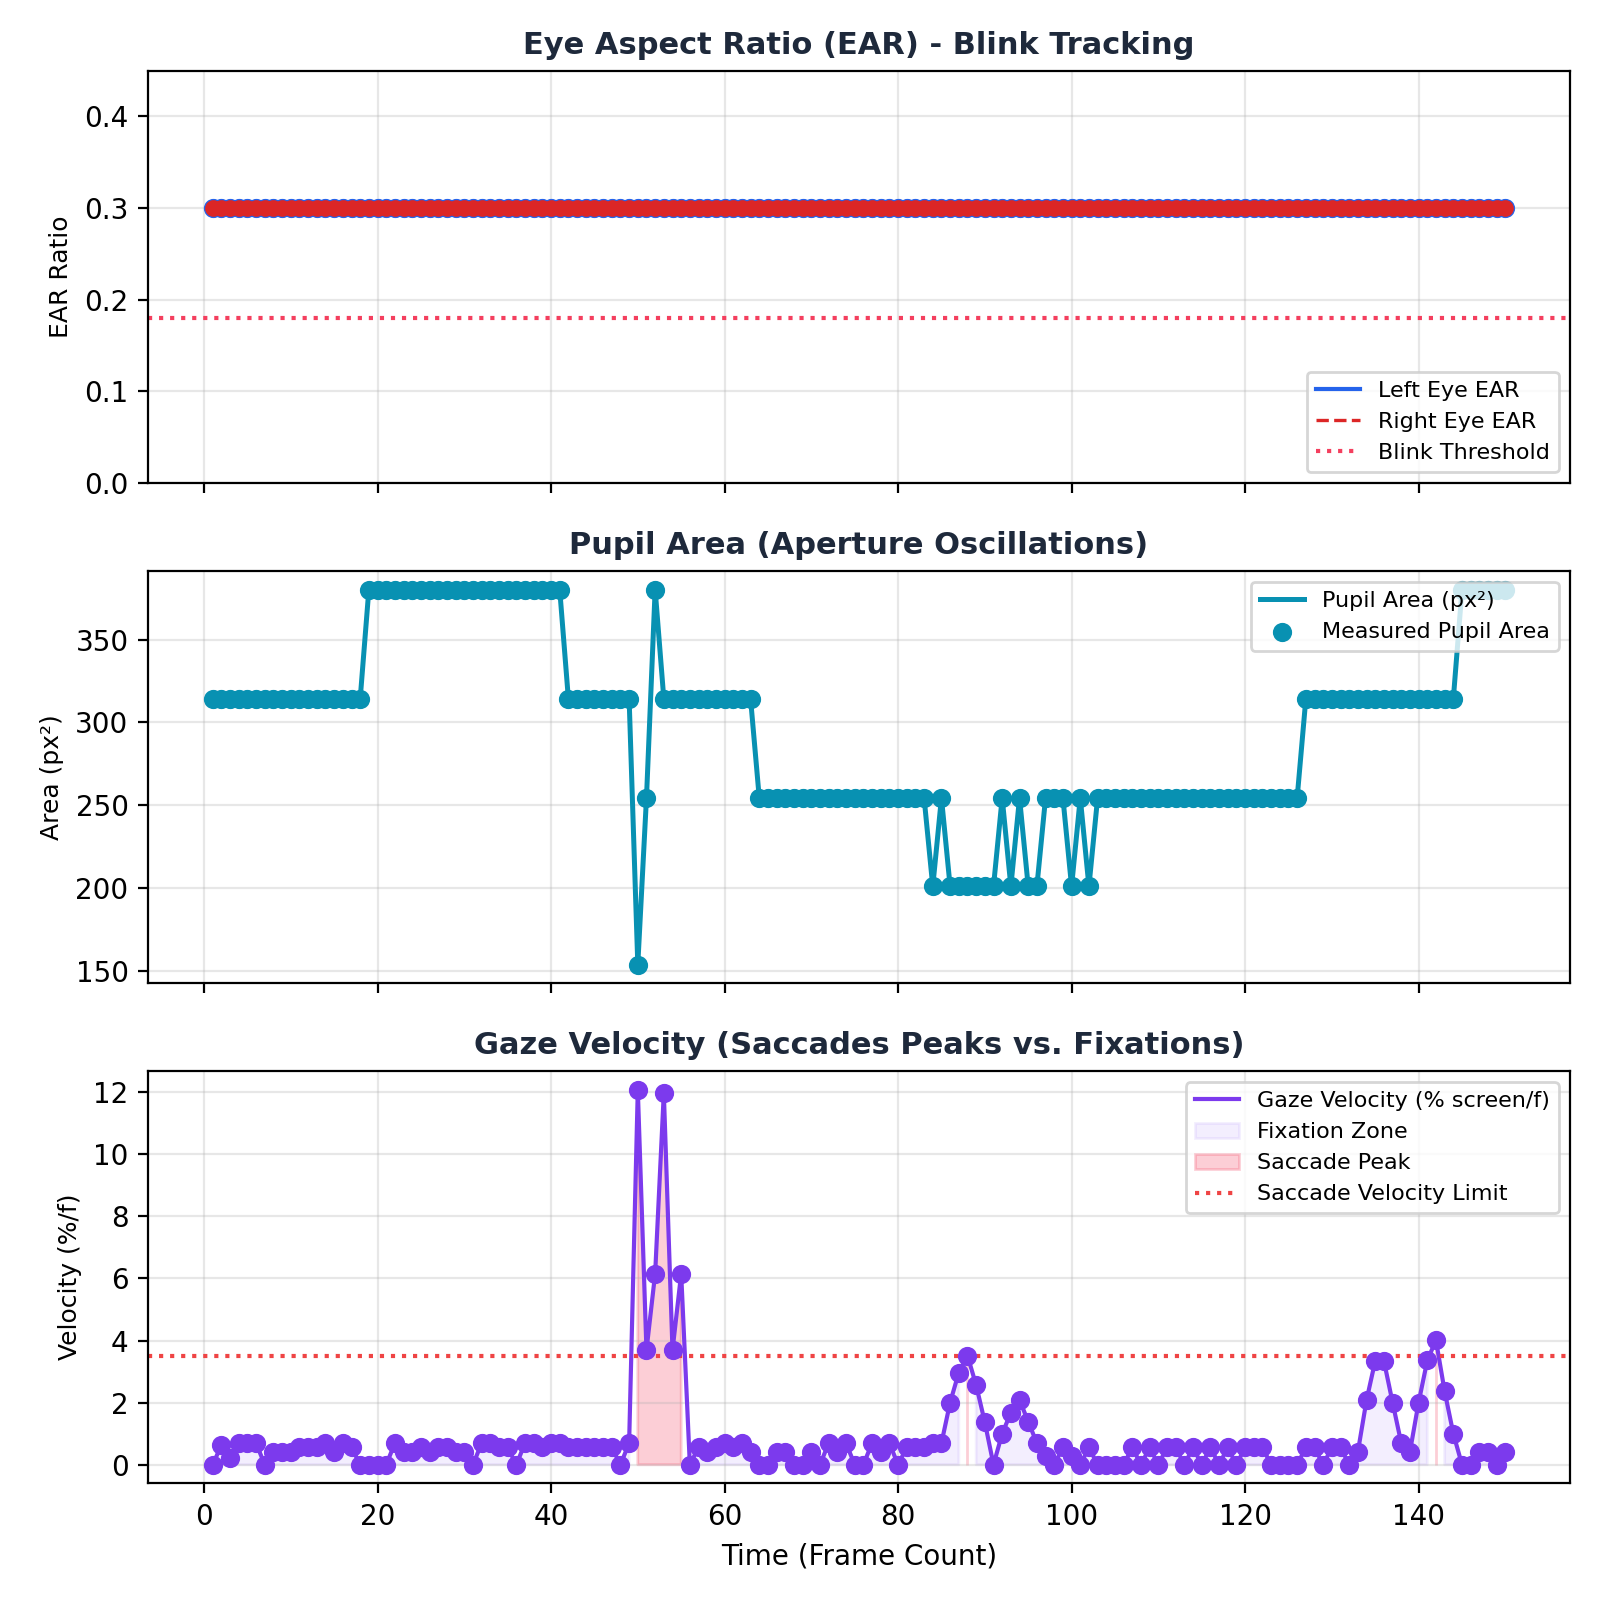 Eye Aspect Ratio (EAR) - Blink Tracking
0.4
0.3
0.2
0.1
0.0
EAR Ratio
Left Eye EAR
Right Eye EAR
Blink Threshold
Pupil Area (Aperture Oscillations)
350
300
250
200
150
Area (px²)
Pupil Area (px²)
Measured Pupil Area
Gaze Velocity (Saccades Peaks vs. Fixations)
12
10
8
6
4
2
0
Velocity (%/f)
Gaze Velocity (% screen/f)
Fixation Zone
Saccade Peak
Saccade Velocity Limit
0 20 40 60 80 100 120 140
Time (Frame Count)